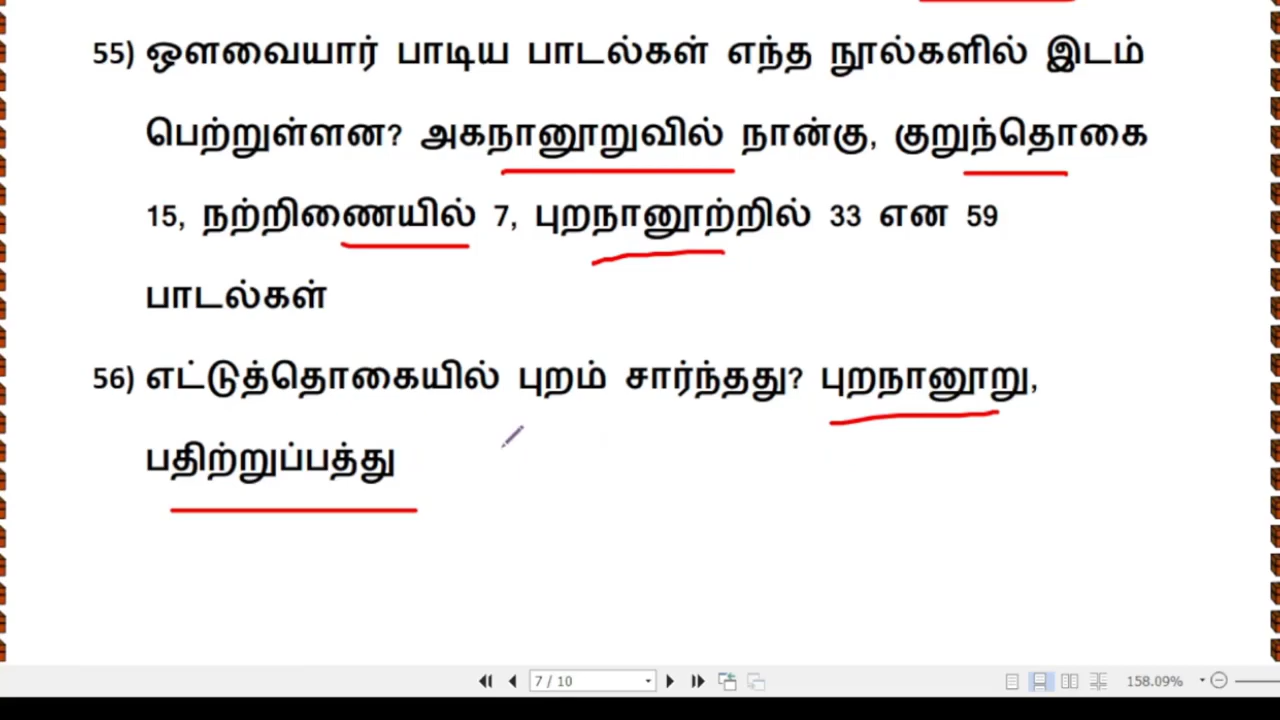 55) ஔவையார் பாடிய பாடல்கள் எந்த நூல்களில் இடம்
பெற்றுள்ளன? அகநானூறுவில் நான்கு, குறுந்தொகை
15, நற்றிணையில் 7, புறநானூற்றில் 33 என 59
பாடல்கள்
56) எட்டுத்தொகையில் புறம் சார்ந்தது? புறநானூறு,
பதிற்றுப்பத்து
7 / 10
158.09%